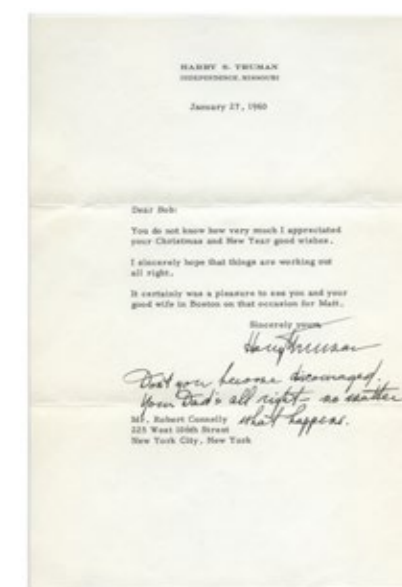 HARRY S. TRUMAN
INDEPENDENCE, MISSOURI
January 27, 1960
Dear Bob:
You do not know how very much I appreciated
your Christmas and New Year good wishes.
I sincerely hope that things are working out
all right.
It certainly was a pleasure to see you and your
good wife in Boston on that occasion for Matt.
Sincerely yours
Harry Truman
Don't you become discouraged.
Your Dad's all right no matter
what happens.
Mr. Robert Connelly
225 West 106th Street
New York City, New York